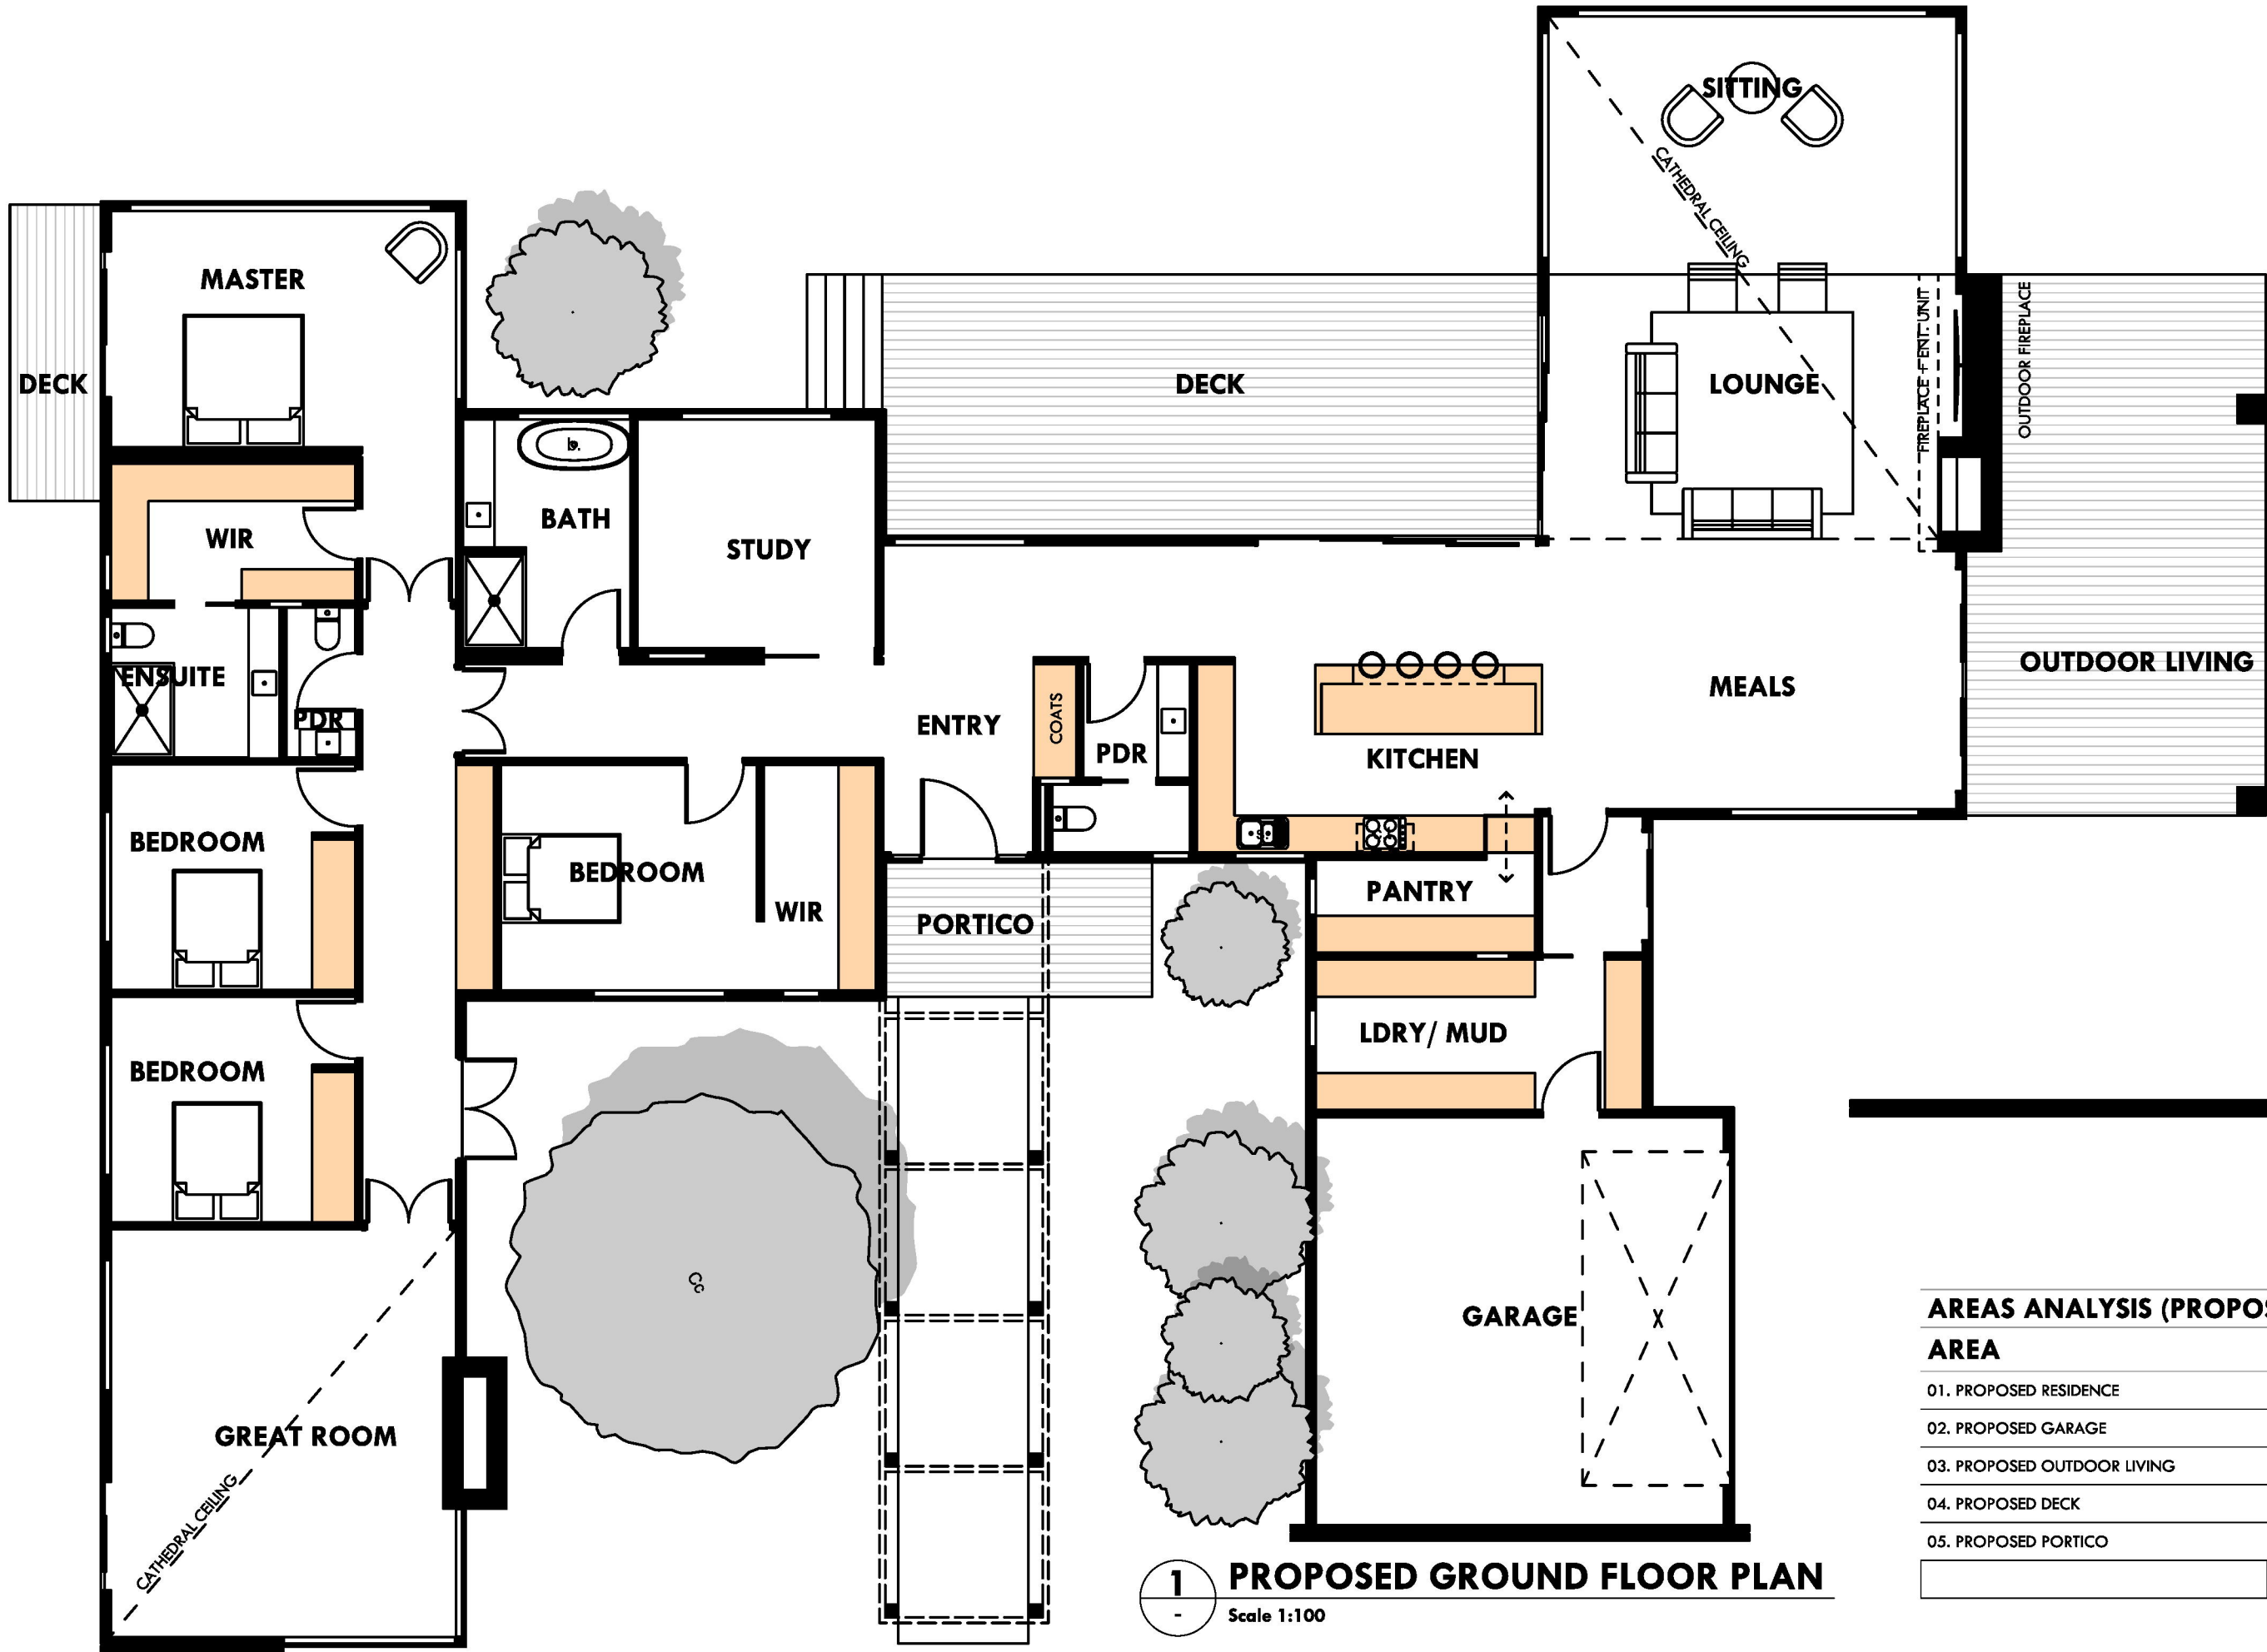 SITTING
CATHEDRAL CEILING
MASTER
DECK
DECK
LOUNGE
FIREPLACE + ENT. UNIT
OUTDOOR FIREPLACE
b.
WIR
BATH
STUDY
ENSUITE
PDR
ENTRY
COATS
PDR
KITCHEN
MEALS
OUTDOOR LIVING
BEDROOM
BEDROOM
WIR
PORTICO
PANTRY
BEDROOM
LDRY/ MUD
CC
GARAGE
GREAT ROOM
CATHEDRAL CEILING
1
-
PROPOSED GROUND FLOOR PLAN
Scale 1:100
AREAS ANALYSIS (PROPOS
AREA
01. PROPOSED RESIDENCE
02. PROPOSED GARAGE
03. PROPOSED OUTDOOR LIVING
04. PROPOSED DECK
05. PROPOSED PORTICO